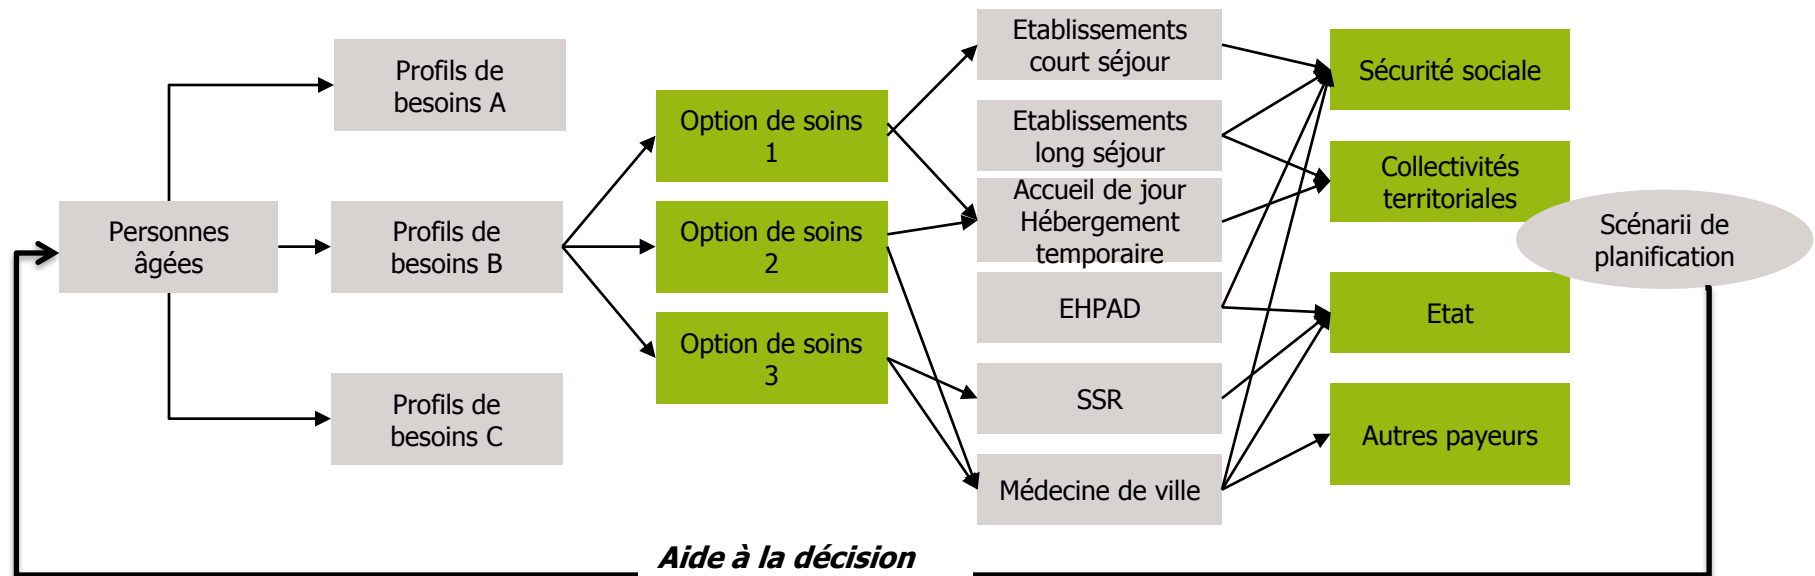 Personnes
âgées
Profils de
besoins A
Profils de
besoins B
Profils de
besoins C
Option de soins
1
Option de soins
2
Option de soins
3
Etablissements
court séjour
Etablissements
long séjour
Accueil de jour
Hébergement
temporaire
EHPAD
SSR
Médecine de ville
Sécurité sociale
Collectivités
territoriales
Etat
Autres payeurs
Scénarii de
planification
Aide à la décision